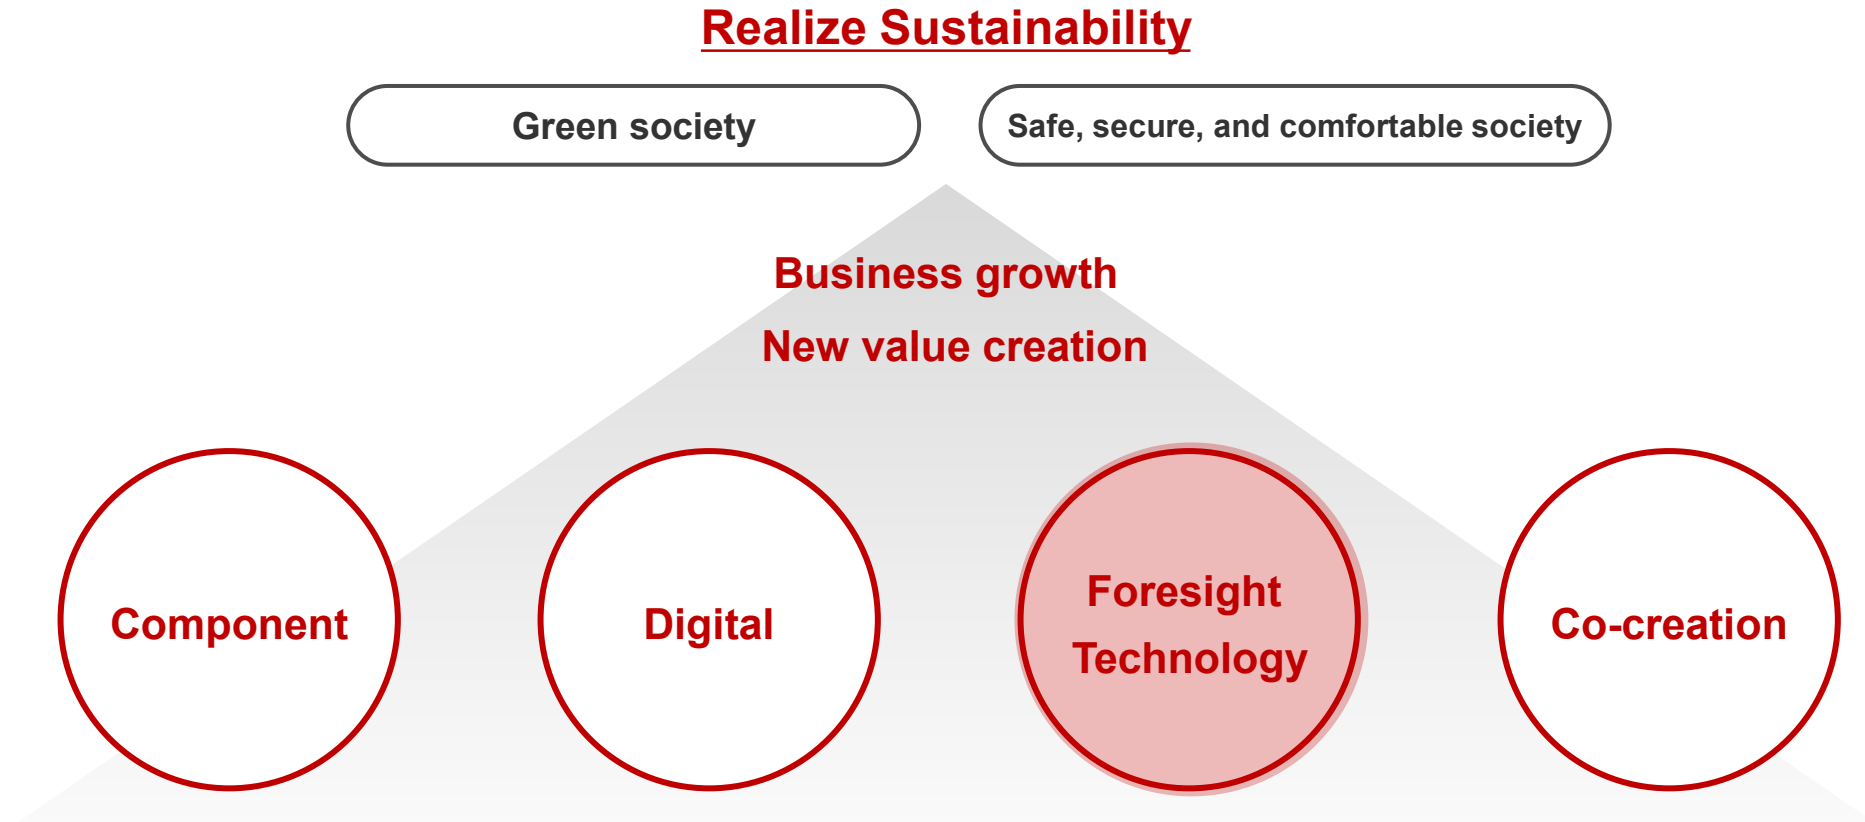 Realize Sustainability
Green society
Safe, secure, and comfortable society
Business growth
New value creation
Component
Digital
Foresight
Technology
Co-creation